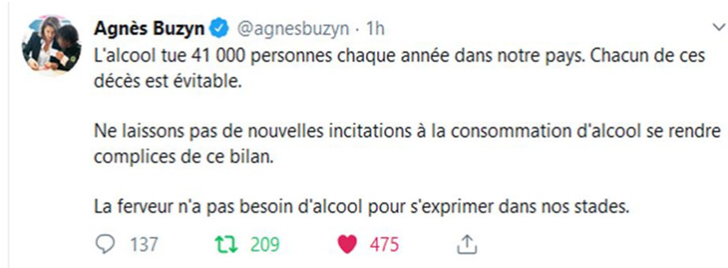 Agnès Buzyn @agnesbuzyn · 1h
L'alcool tue 41 000 personnes chaque année dans notre pays. Chacun de ces
décès est évitable.
Ne laissons pas de nouvelles incitations à la consommation d'alcool se rendre
complices de ce bilan.
La ferveur n'a pas besoin d'alcool pour s'exprimer dans nos stades.
137 209 475